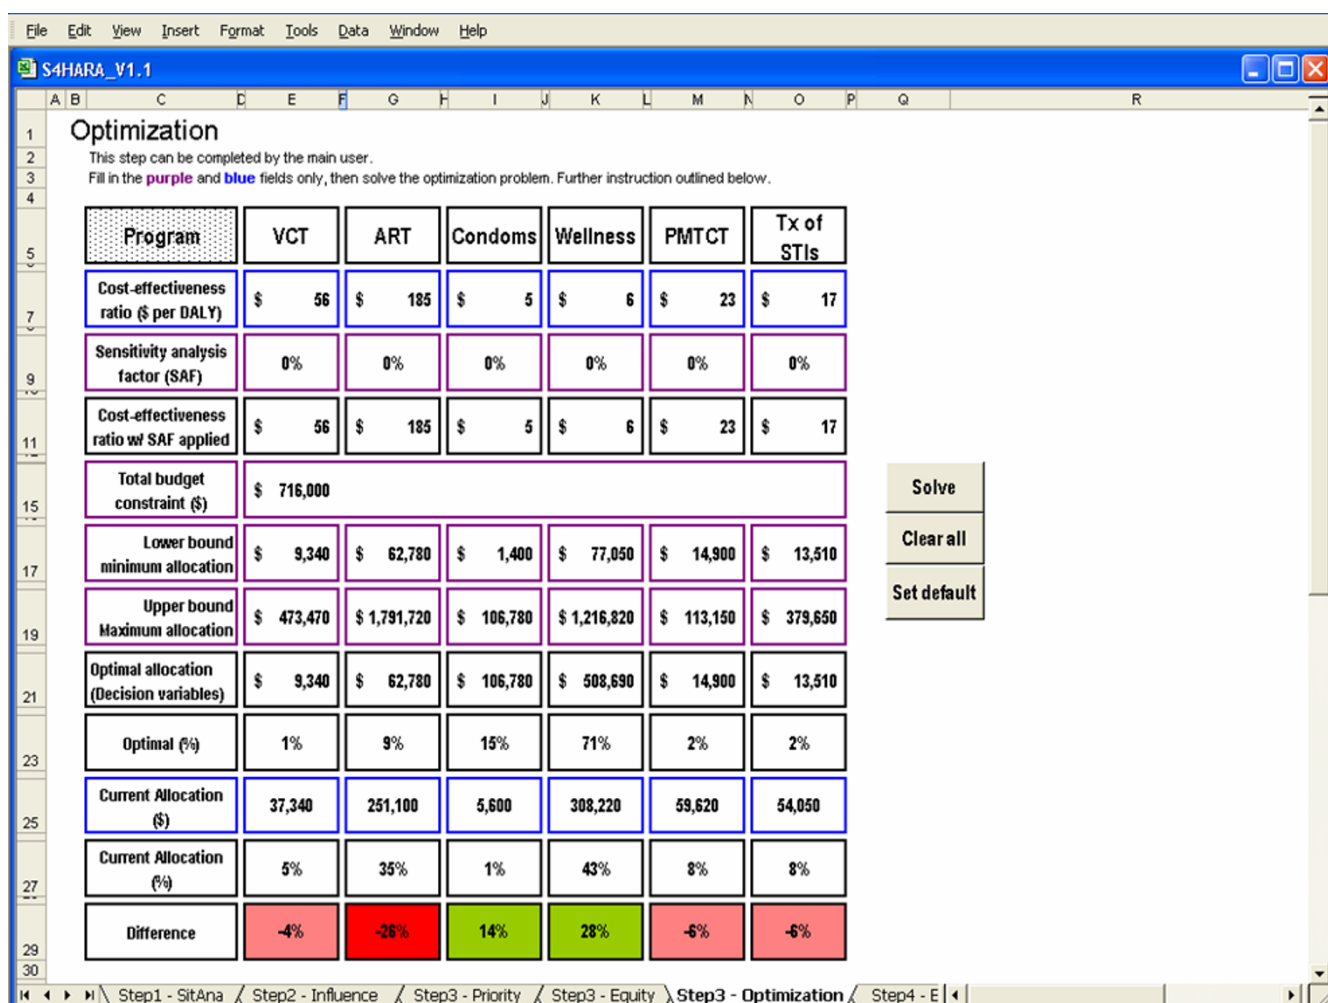 File Edit View Insert Format Tools Data Window Help
S4HARA_V1.1
A B C D E F G H I J K L M N O P Q R
1 Optimization
2 This step can be completed by the main user.
3 Fill in the purple and blue fields only, then solve the optimization problem. Further instruction outlined below.
4
Program VCT ART Condoms Wellness PMTCT Tx of
5 STIs
Cost-effectiveness
ratio ($ per DALY) $ 56 $ 185 $ 5 $ 6 $ 23 $ 17
7
Sensitivity analysis
factor (SAF) 0% 0% 0% 0% 0% 0%
9
Cost-effectiveness
ratio w/ SAF applied $ 56 $ 185 $ 5 $ 6 $ 23 $ 17
11
Total budget
constraint ($) $ 716,000
15
Solve
Lower bound
minimum allocation $ 9,340 $ 62,780 $ 1,400 $ 77,050 $ 14,900 $ 13,510
17
Clear all
Set default
Upper bound
Maximum allocation $ 473,470 $ 1,791,720 $ 106,780 $ 1,216,820 $ 113,150 $ 379,650
19
Optimal allocation
(Decision variables) $ 9,340 $ 62,780 $ 106,780 $ 508,690 $ 14,900 $ 13,510
21
Optimal (%) 1% 9% 15% 71% 2% 2%
23
Current Allocation
($) 37,340 251,100 5,600 308,220 59,620 54,050
25
Current Allocation
(%) 5% 35% 1% 43% 8% 8%
27
Difference -4% -26% 14% 28% -6% -6%
29
30
Step1 - SitAna Step2 - Influence Step3 - Priority Step3 - Equity Step3 - Optimization Step4 - E